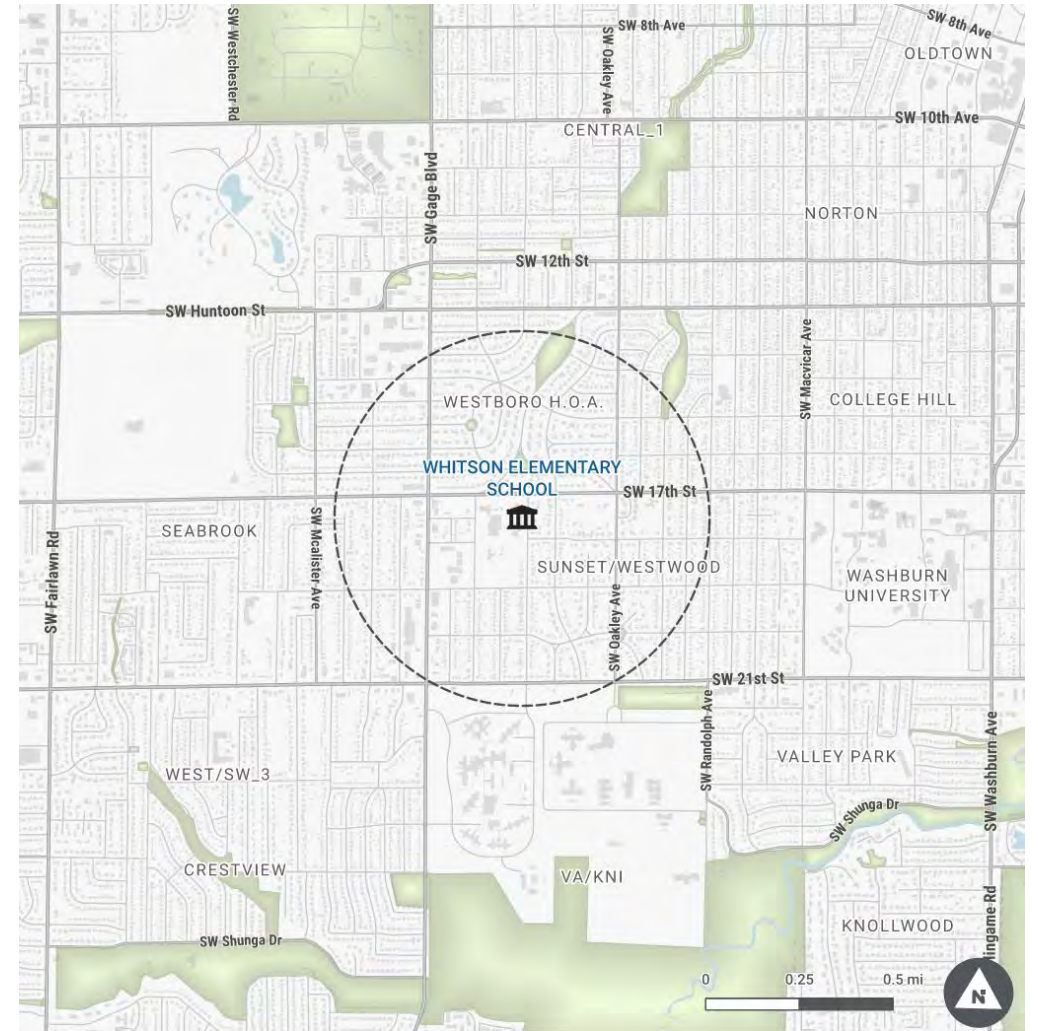 SW 8th Ave
SW 8th Ave
SW Westchester Rd
SW Oakley Ave
OLDTOWN
SW 10th Ave
CENTRAL_1
SW Gage Blvd
NORTON
SW 12th St
SW Huntoon St
SW Macvicar Ave
WESTBORO H.O.A.
COLLEGE HILL
WHITSON ELEMENTARY
SCHOOL
SW 17th St
SW Mcalister Ave
SEABROOK
SW Fairlawn Rd
SUNSET/WESTWOOD
WASHBURN
UNIVERSITY
SW Oakley Ave
SW 21st St
SW Randolph Ave
SW Washburn Ave
VALLEY PARK
WEST/SW_3
SW Shunga Dr
CRESTVIEW
VA/KNI
KNOLLWOOD
SW Shunga Dr
lingame Rd
0 0.25 0.5 mi
N